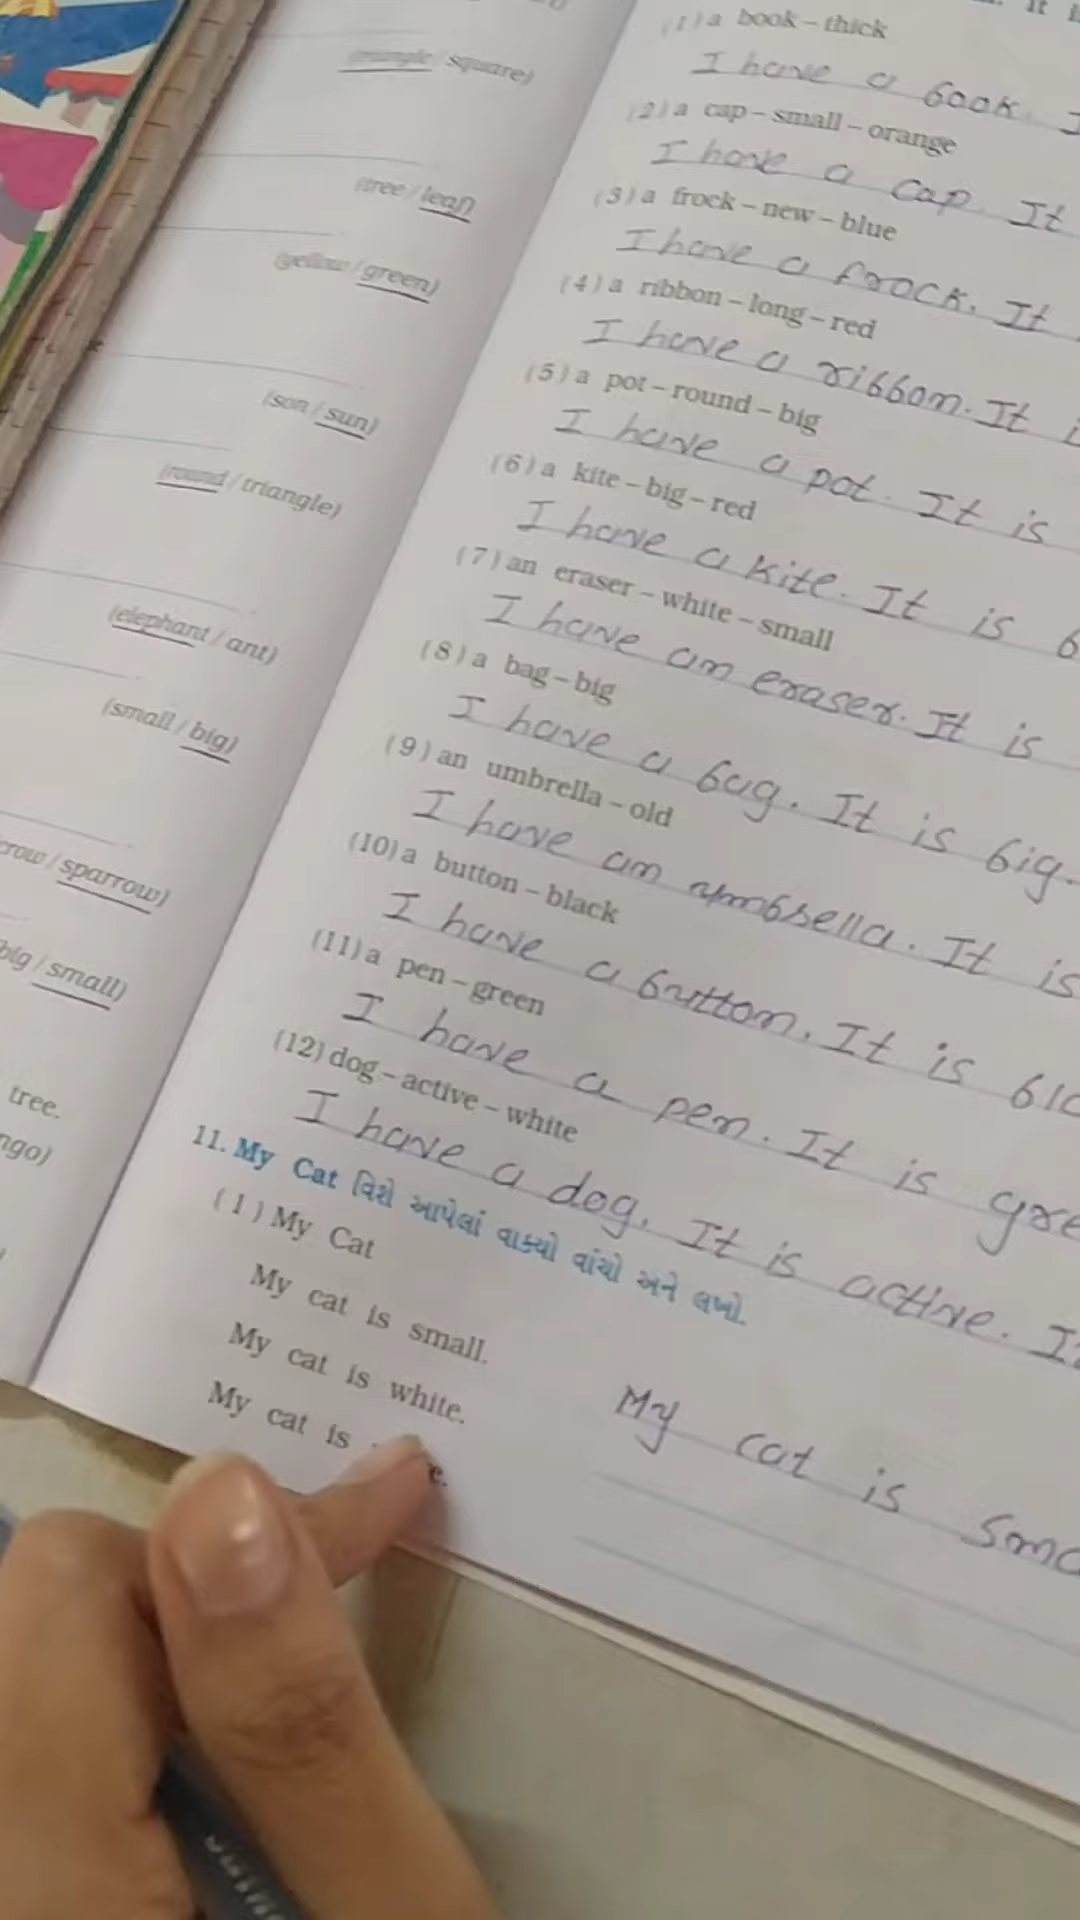 (triangle / square)
(tree / leaf)
(yellow / green)
(son / sun)
(round / triangle)
(elephant / ant)
(small / big)
crow / sparrow)
big / small)
tree.
ngo)
It
(1) a book – thick
I have a book.
(2) a cap – small – orange
I have a cap. It
(3) a frock – new – blue
I have a frock. It
(4) a ribbon – long – red
I have a ribbon. It
(5) a pot – round – big
I have a pot. It is
(6) a kite – big – red
I have a kite. It is b
(7) an eraser – white – small
I have an eraser. It is
(8) a bag – big
I have a bag. It is big.
(9) an umbrella – old
I have an umbrella. It is
(10) a button – black
I have a button. It is blac
(11) a pen – green
I have a pen. It is gre
(12) dog – active – white
I have a dog. It is active. I
11. My Cat વિશે આપેલાં વાક્યો વાંચો અને લખો.
(1) My Cat
My cat is small.
My cat is white.
My cat is e.
My cat is sma